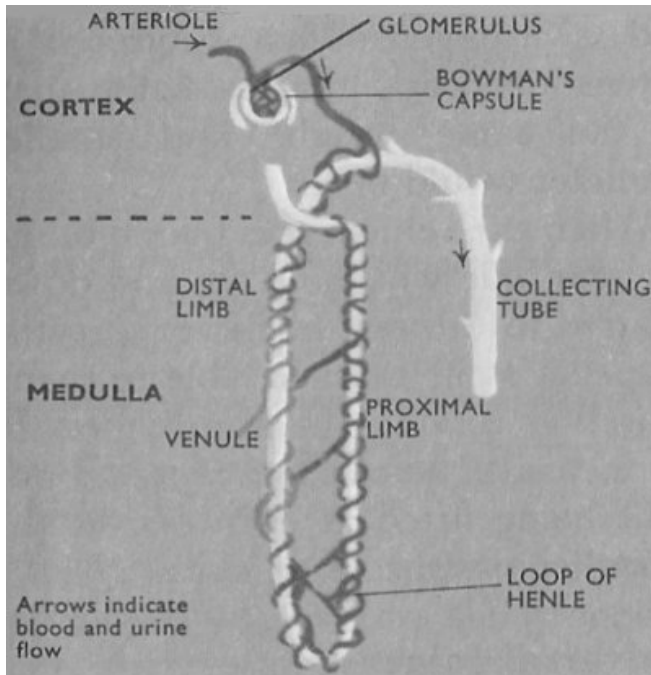 ARTERIOLE
GLOMERULUS
BOWMAN'S
CAPSULE
CORTEX
DISTAL
LIMB
COLLECTING
TUBE
MEDULLA
PROXIMAL
LIMB
VENULE
LOOP OF
HENLE
Arrows indicate
blood and urine
flow